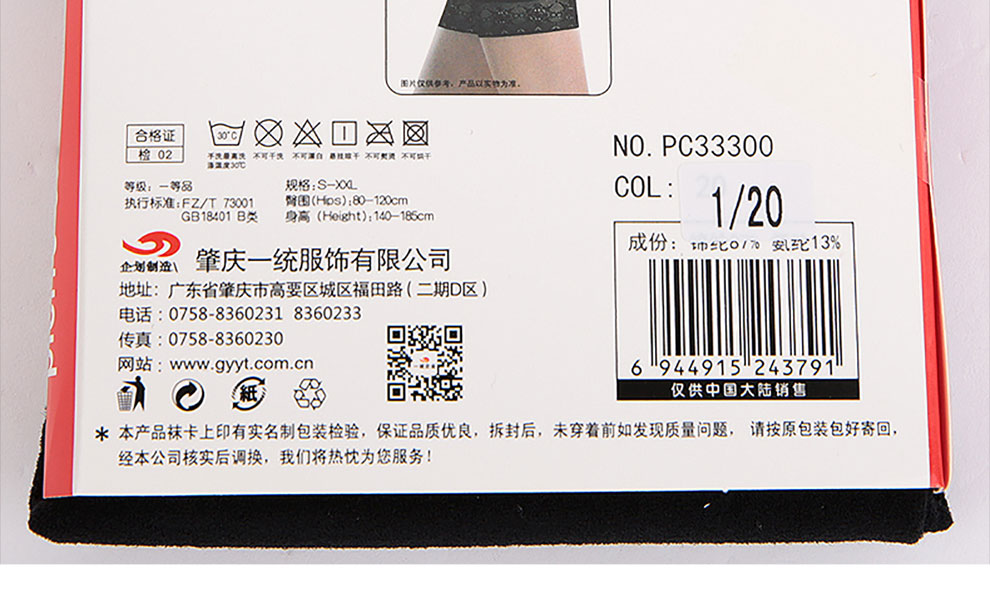 图片仅供参考，产品以实物为准。
合格证
检 02
30°C
手洗最高洗
涤温度30℃
不可干洗
不可漂白
悬挂晾干
不可熨烫
不可烘干
等级：一等品
执行标准：FZ/T 73001
GB18401 B类
规格：S-XXL
臀围(Hips)：80-120cm
身高 (Height)：140-185cm
NO. PC33300
COL: 1/20
成份：锦纶87% 氨纶13%
企划制造
肇庆一统服饰有限公司
地址：广东省肇庆市高要区城区福田路（二期D区）
电话：0758-8360231 8360233
传真：0758-8360230
网站：www.gyyt.com.cn
紙
6 944915 243791
仅供中国大陆销售
* 本产品袜卡上印有实名制包装检验，保证品质优良，拆封后，未穿着前如发现质量问题， 请按原包装包好寄回，
经本公司核实后调换，我们将热忱为您服务！